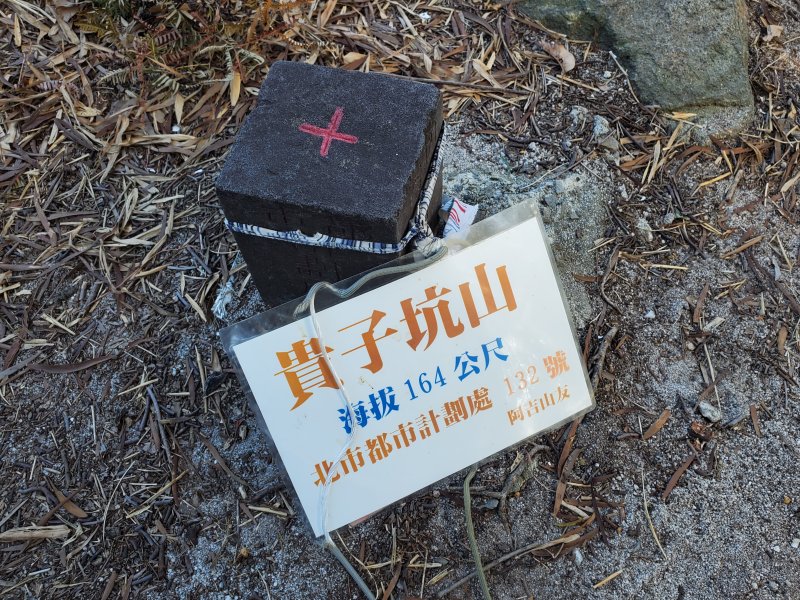 貴子坑山
海拔 164 公尺
北市都市計劃處 132 號
阿吉山友